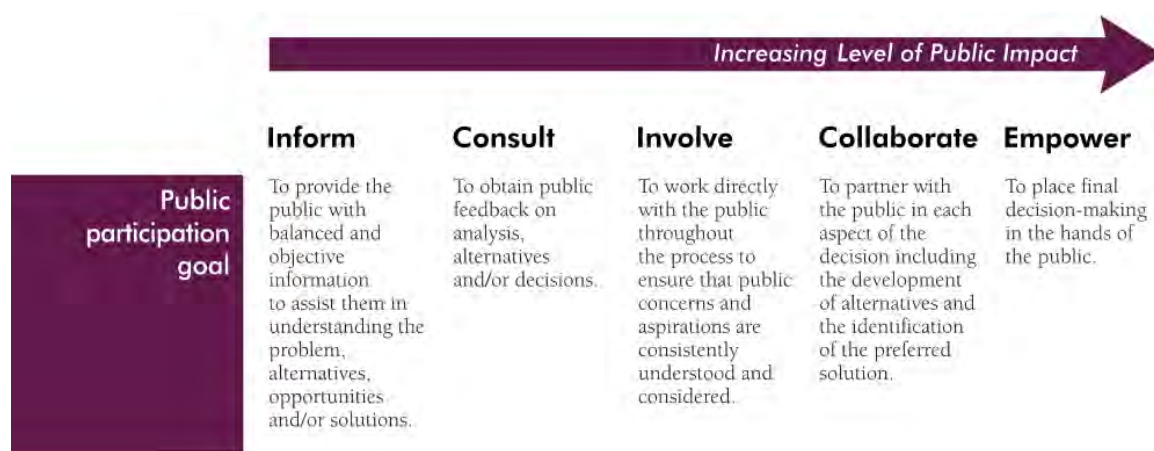 Increasing Level of Public Impact
Inform
Consult
Involve
Collaborate
Empower
Public
participation
goal
To provide the
public with
balanced and
objective
information
to assist them in
understanding the
problem,
alternatives,
opportunities
and/or solutions.
To obtain public
feedback on
analysis,
alternatives
and/or decisions.
To work directly
with the public
throughout
the process to
ensure that public
concerns and
aspirations are
consistently
understood and
considered.
To partner with
the public in each
aspect of the
decision including
the development
of alternatives and
the identification
of the preferred
solution.
To place final
decision-making
in the hands of
the public.